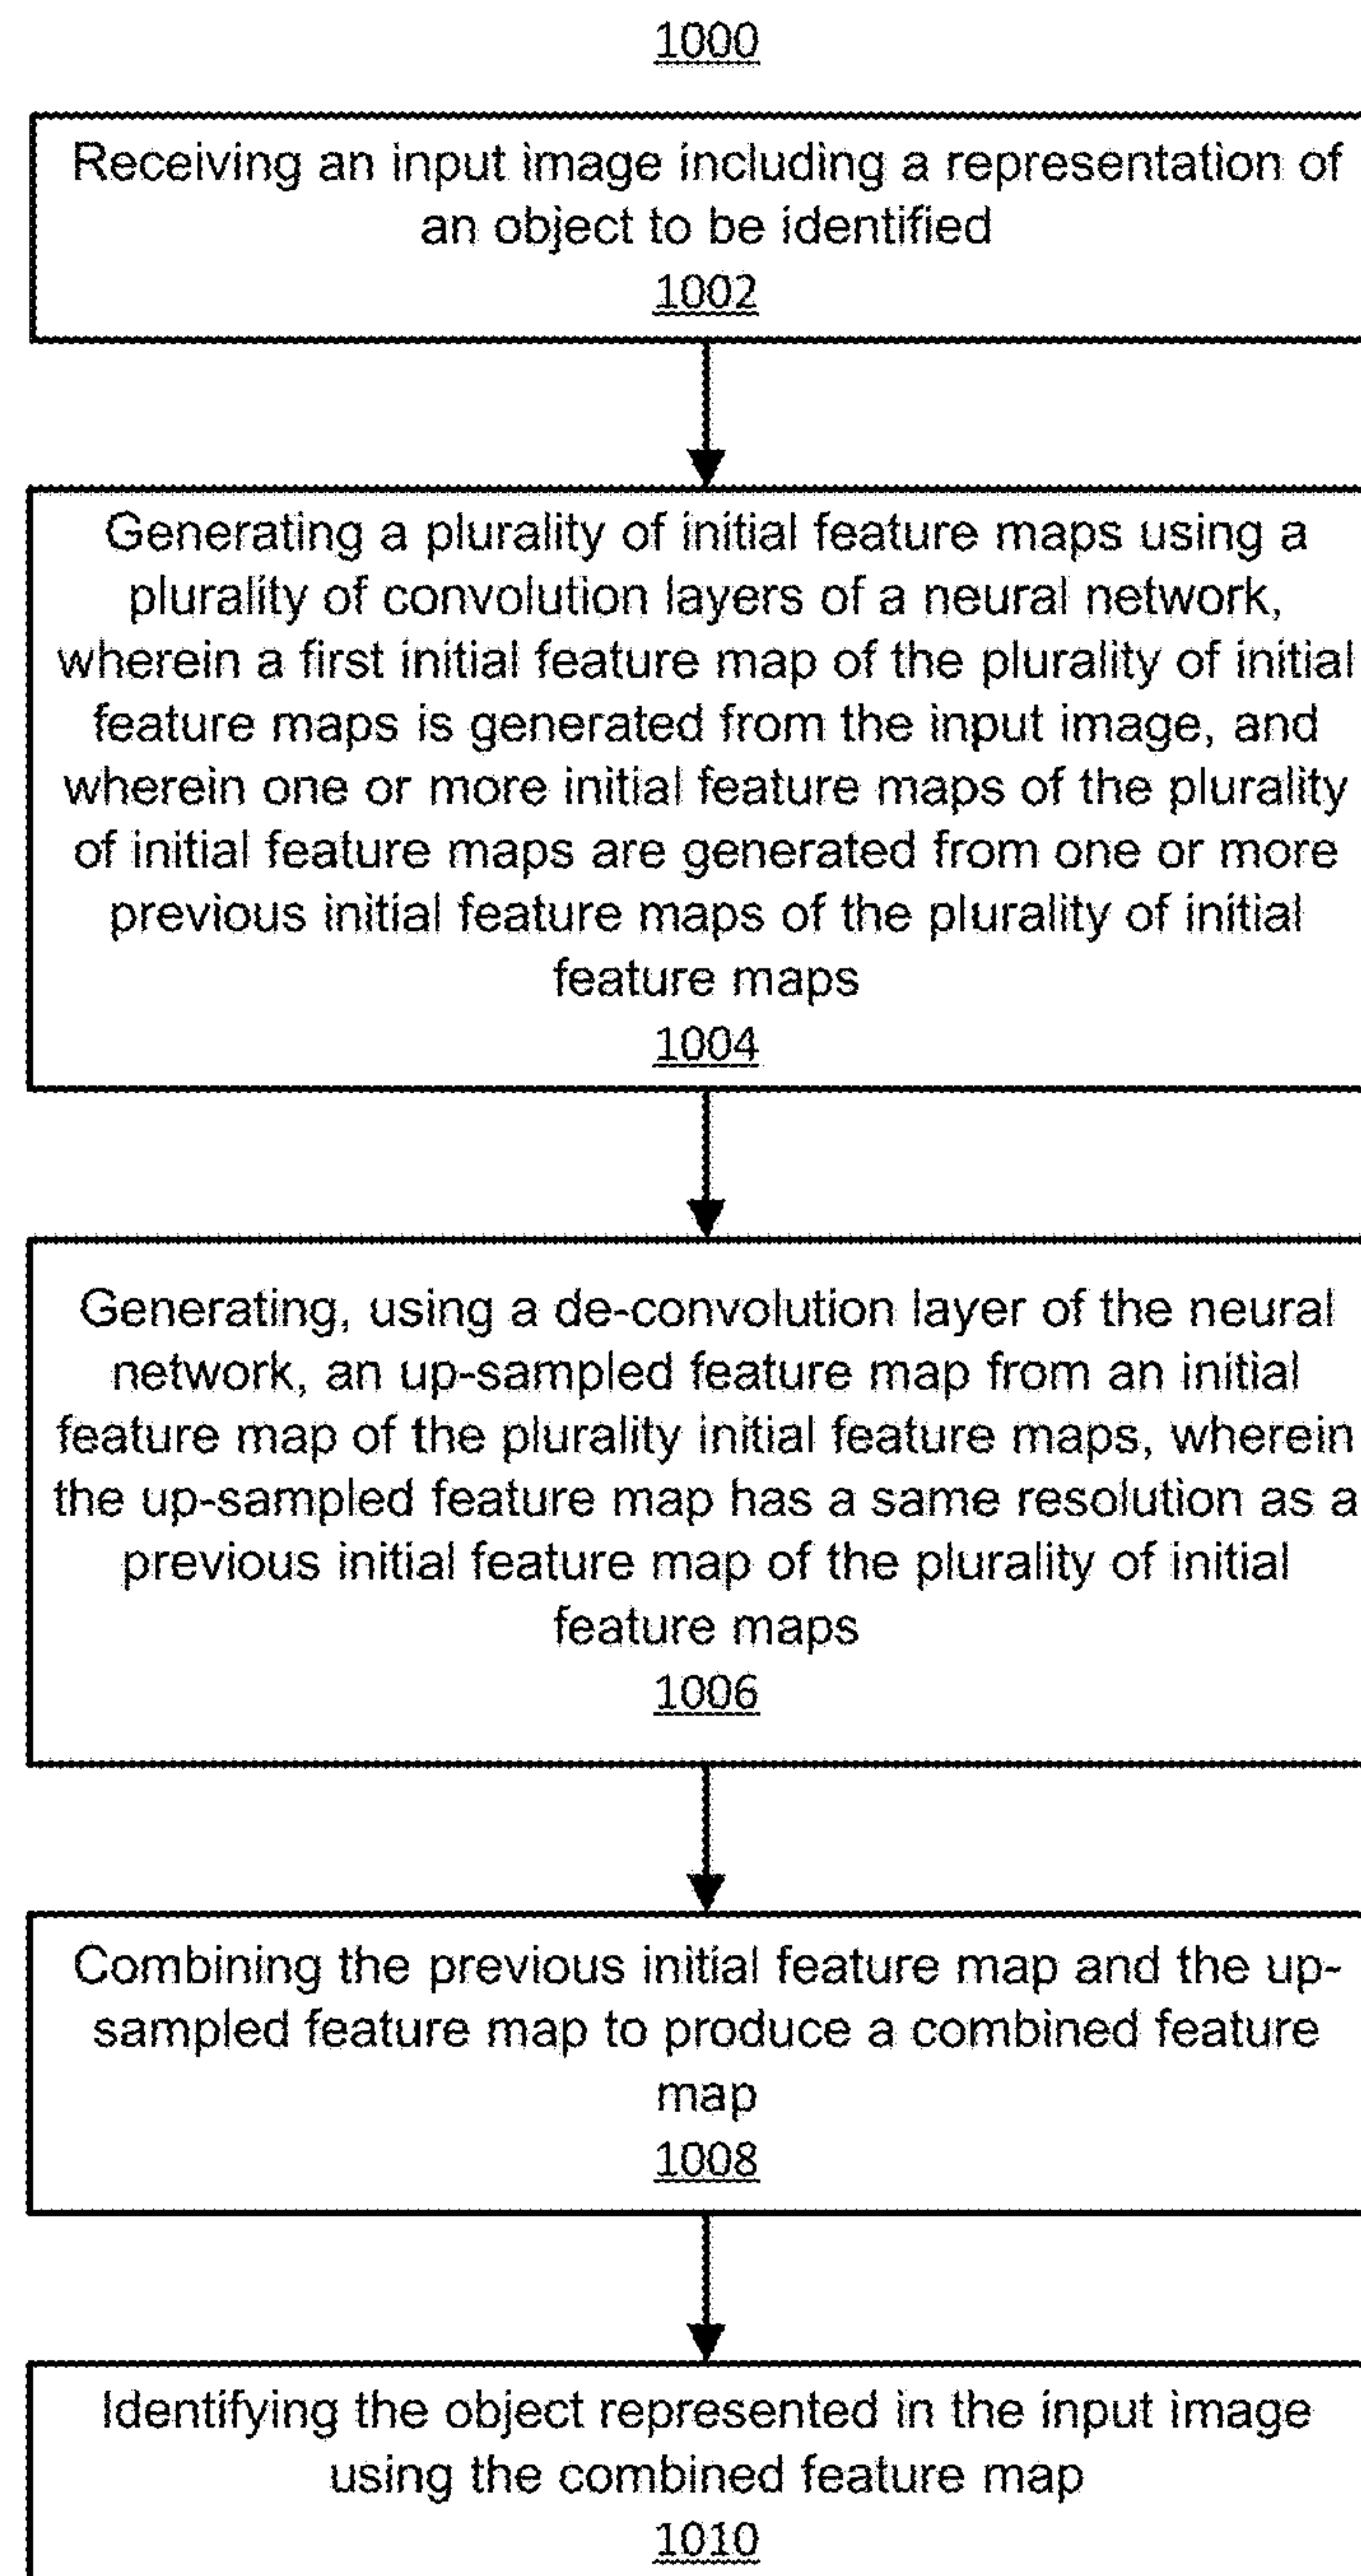 1000
Receiving an input image including a representation of
an object to be identified
1002
Generating a plurality of initial feature maps using a
plurality of convolution layers of a neural network,
wherein a first initial feature map of the plurality of initial
feature maps is generated from the input image, and
wherein one or more initial feature maps of the plurality
of initial feature maps are generated from one or more
previous initial feature maps of the plurality of initial
feature maps
1004
Generating, using a de-convolution layer of the neural
network, an up-sampled feature map from an initial
feature map of the plurality initial feature maps, wherein
the up-sampled feature map has a same resolution as a
previous initial feature map of the plurality of initial
feature maps
1006
Combining the previous initial feature map and the up-
sampled feature map to produce a combined feature
map
1008
Identifying the object represented in the input image
using the combined feature map
1010